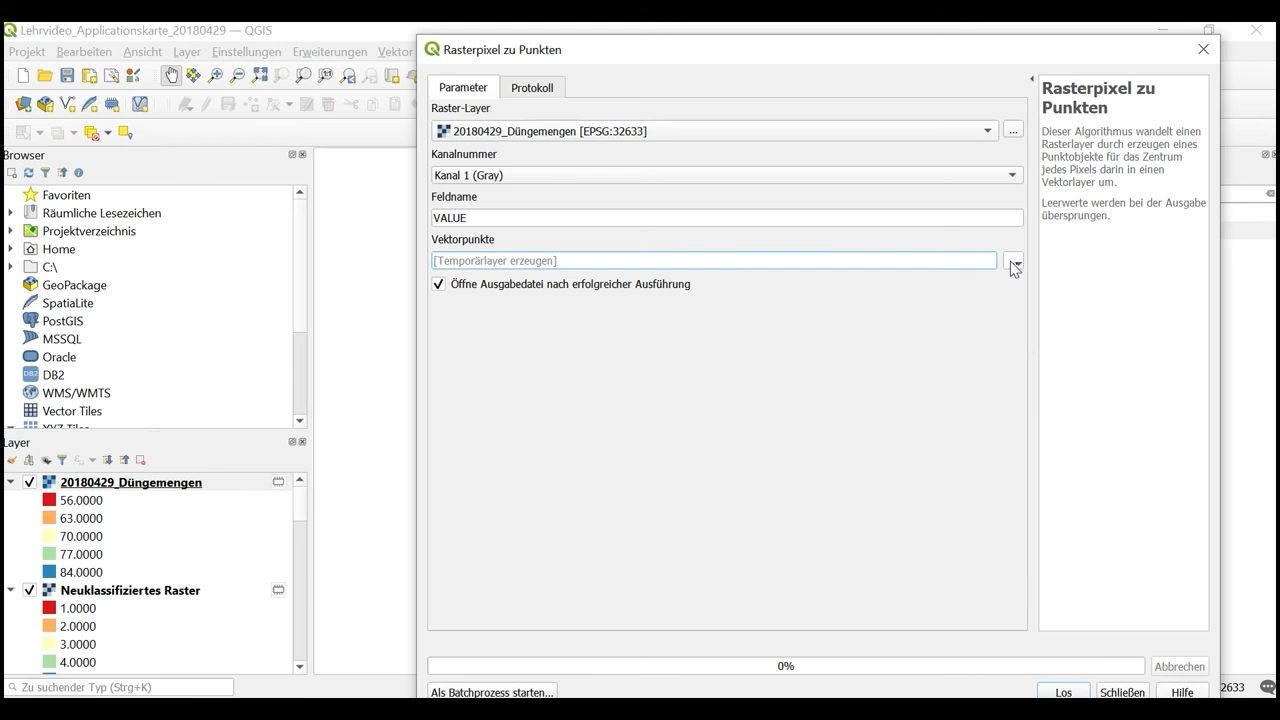 Lehrvideo_Applicationskarte_20180429 — QGIS
Projekt Bearbeiten Ansicht Layer Einstellungen Erweiterungen Vektor
Browser
Favoriten
Räumliche Lesezeichen
Projektverzeichnis
Home
C:\
GeoPackage
SpatiaLite
PostGIS
MSSQL
Oracle
DB2
WMS/WMTS
Vector Tiles
XYZ Tiles
Layer
20180429_Düngemengen
56.0000
63.0000
70.0000
77.0000
84.0000
Neuklassifiziertes Raster
1.0000
2.0000
3.0000
4.0000
Zu suchender Typ (Strg+K)
Rasterpixel zu Punkten
Parameter Protokoll
Raster-Layer
20180429_Düngemengen [EPSG:32633]
...
Kanalnummer
Kanal 1 (Gray)
Feldname
VALUE
Vektorpunkte
[Temporärlayer erzeugen]
Öffne Ausgabedatei nach erfolgreicher Ausführung
0%
Abbrechen
Als Batchprozess starten...
Los
Schließen
Hilfe
Rasterpixel zu
Punkten
Dieser Algorithmus wandelt einen
Rasterlayer durch erzeugen eines
Punktobjekte für das Zentrum
jedes Pixels darin in einen
Vektorlayer um.
Leerwerte werden bei der Ausgabe
übersprungen.
2633